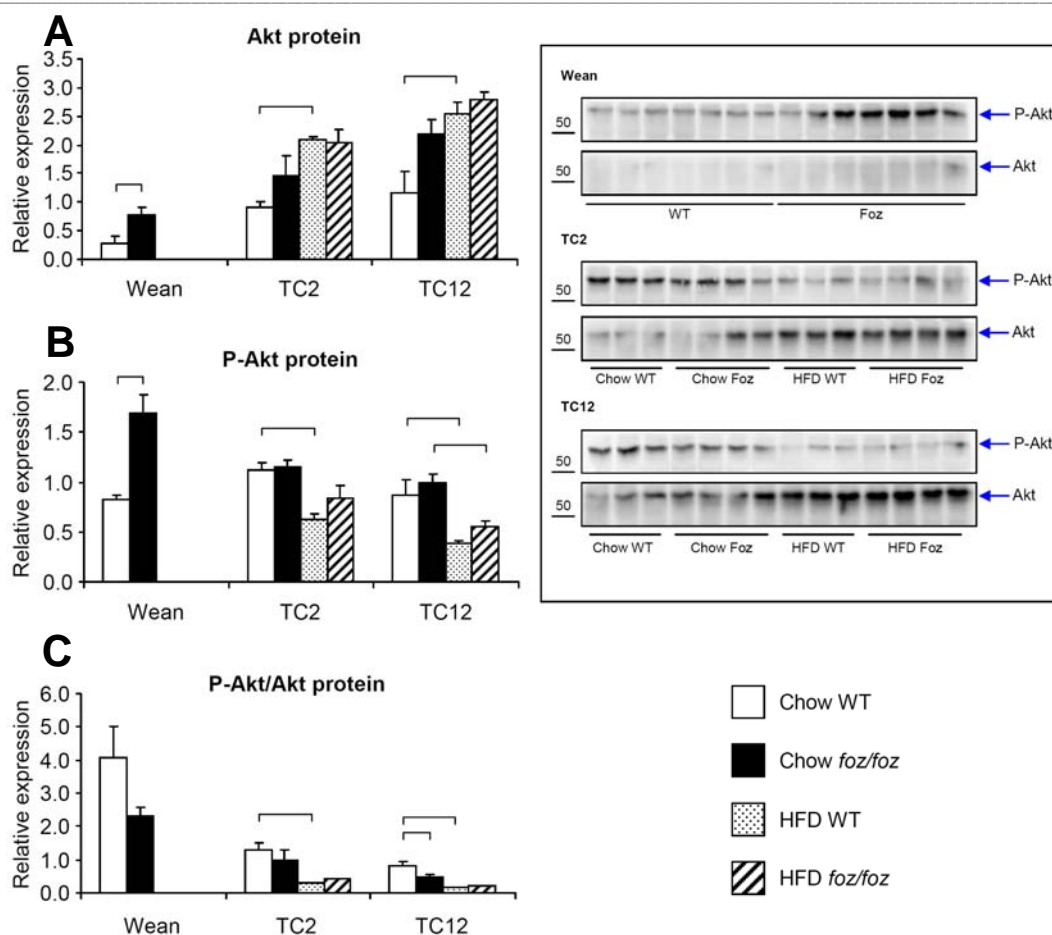 A
Akt protein
Relative expression
3.5
3.0
2.5
2.0
1.5
1.0
0.5
0.0
Wean TC2 TC12
B
P-Akt protein
Relative expression
2.0
1.5
1.0
0.5
0.0
Wean TC2 TC12
C
P-Akt/Akt protein
Relative expression
6.0
5.0
4.0
3.0
2.0
1.0
0.0
Wean TC2 TC12
Wean
50 P-Akt
50 Akt
WT Foz
TC2
50 P-Akt
50 Akt
Chow WT Chow Foz HFD WT HFD Foz
TC12
50 P-Akt
50 Akt
Chow WT Chow Foz HFD WT HFD Foz
Chow WT
Chow foz/foz
HFD WT
HFD foz/foz